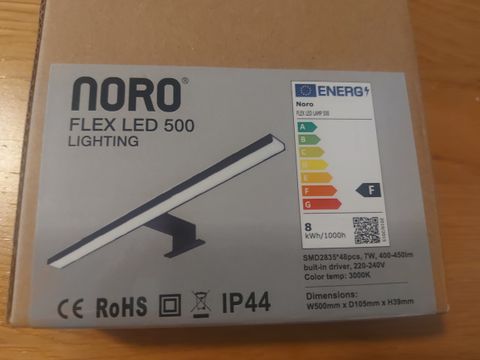 NORO®
FLEX LED 500
LIGHTING
ENERG
Noro
FLEX LED LAMP 500
A
B
C
D
E
F
G
F
8
kWh/1000h
SMD2835*48pcs, 7W, 400-450lm
built-in driver, 220-240V
Color temp: 3000K
Dimensions:
W500mm x D105mm x H39mm
CE RoHS IP44